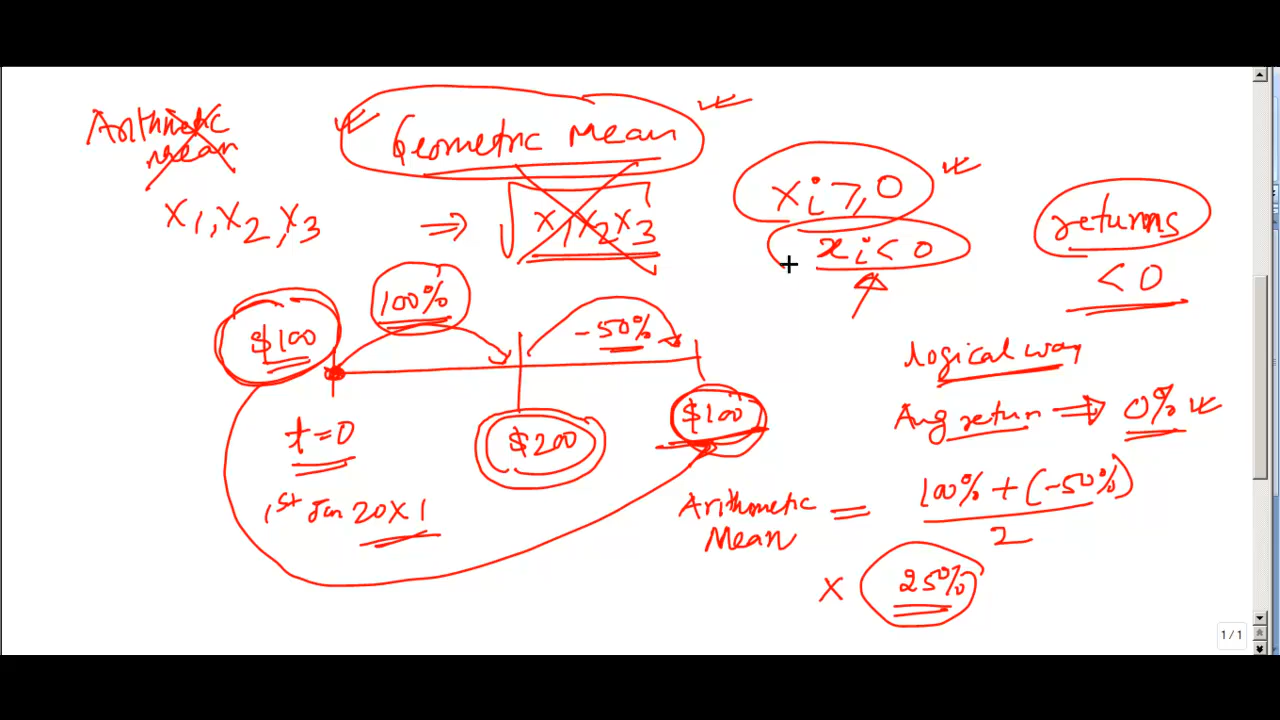 Arithmetic
mean
Geometric Mean
x1, x2, x3 ⇒ √x1x2x3
xi ≥, 0
xi < 0
returns
< 0
$100
100%
-50%
t=0
$200
$100
1st Jan 20X1
logical way
Avg return ⇒ 0%
Arithmetic
Mean
=
100% + (-50%)
2
x 25%
1/1